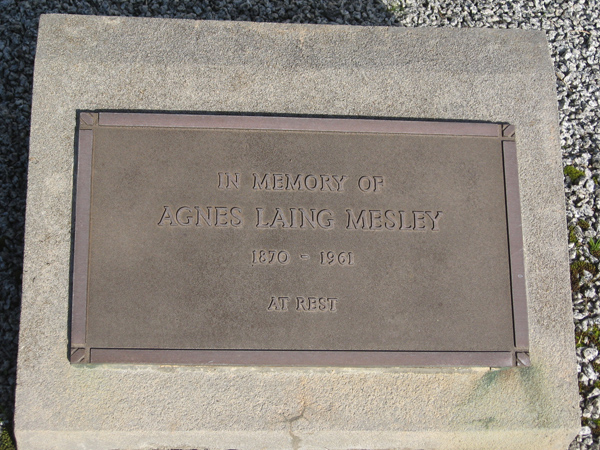 IN MEMORY OF
AGNES LAING MESLEY
1870 - 1961
AT REST